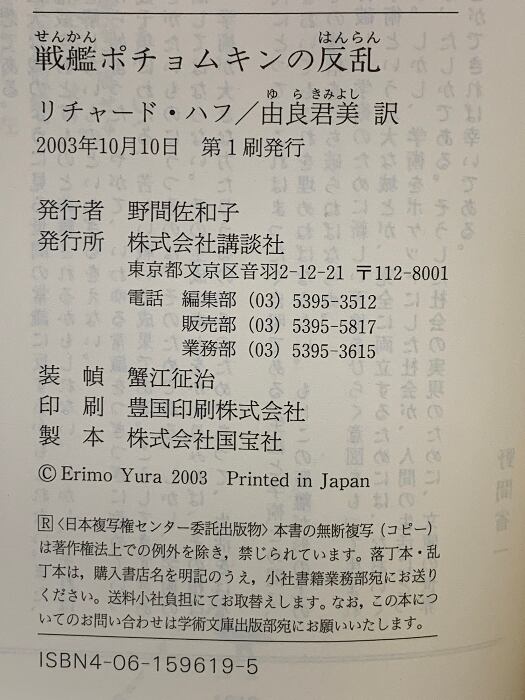 せんかん はんらん
戦艦ポチョムキンの反乱
ゆ ら きみよし
リチャード・ハフ／由良君美 訳
2003年10月10日 第1刷発行
発行者 野間佐和子
発行所 株式会社講談社
東京都文京区音羽2-12-21 〒112-8001
電話 編集部 (03) 5395-3512
販売部 (03) 5395-5817
業務部 (03) 5395-3615
装 幀 蟹江征治
印 刷 豊国印刷株式会社
製 本 株式会社国宝社
© Erimo Yura 2003 Printed in Japan
R〈日本複写権センター委託出版物〉本書の無断複写（コピー）
は著作権法上での例外を除き，禁じられています。落丁本・乱
丁本は，購入書店名を明記のうえ，小社書籍業務部宛にお送り
ください。送料小社負担にてお取替えします。なお，この本につ
いてのお問い合わせは学術文庫出版部宛にお願いいたします。
ISBN4-06-159619-5